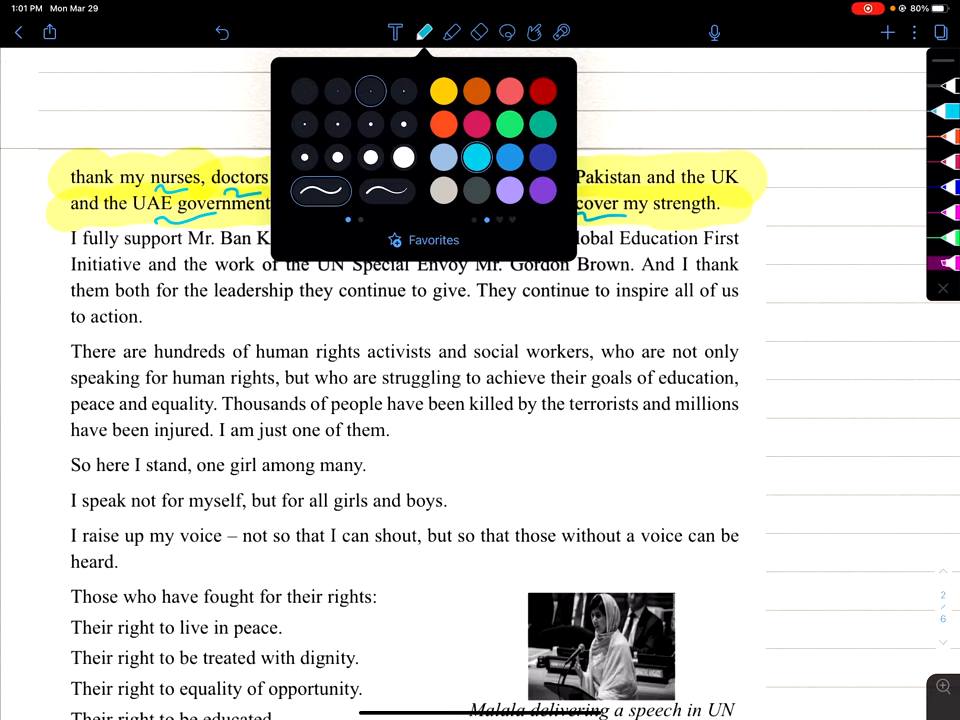 1:01 PM Mon Mar 29
80%
T
thank my nurses, doctors Pakistan and the UK
and the UAE government cover my strength.
I fully support Mr. Ban K lobal Education First
Favorites
Initiative and the work of the UN Special Envoy Mr. Gordon Brown. And I thank
them both for the leadership they continue to give. They continue to inspire all of us
to action.
There are hundreds of human rights activists and social workers, who are not only
speaking for human rights, but who are struggling to achieve their goals of education,
peace and equality. Thousands of people have been killed by the terrorists and millions
have been injured. I am just one of them.
So here I stand, one girl among many.
I speak not for myself, but for all girls and boys.
I raise up my voice – not so that I can shout, but so that those without a voice can be
heard.
Those who have fought for their rights:
Their right to live in peace.
Their right to be treated with dignity.
Their right to equality of opportunity.
Their right to be educated
Malala delivering a speech in UN
2
/
6